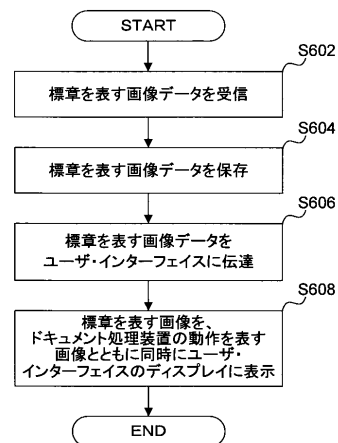 START
S602
標章を表す画像データを受信
S604
標章を表す画像データを保存
S606
標章を表す画像データを
ユーザ・インターフェイスに伝達
S608
標章を表す画像を、
ドキュメント処理装置の動作を表す
画像とともに同時にユーザ・
インターフェイスのディスプレイに表示
END